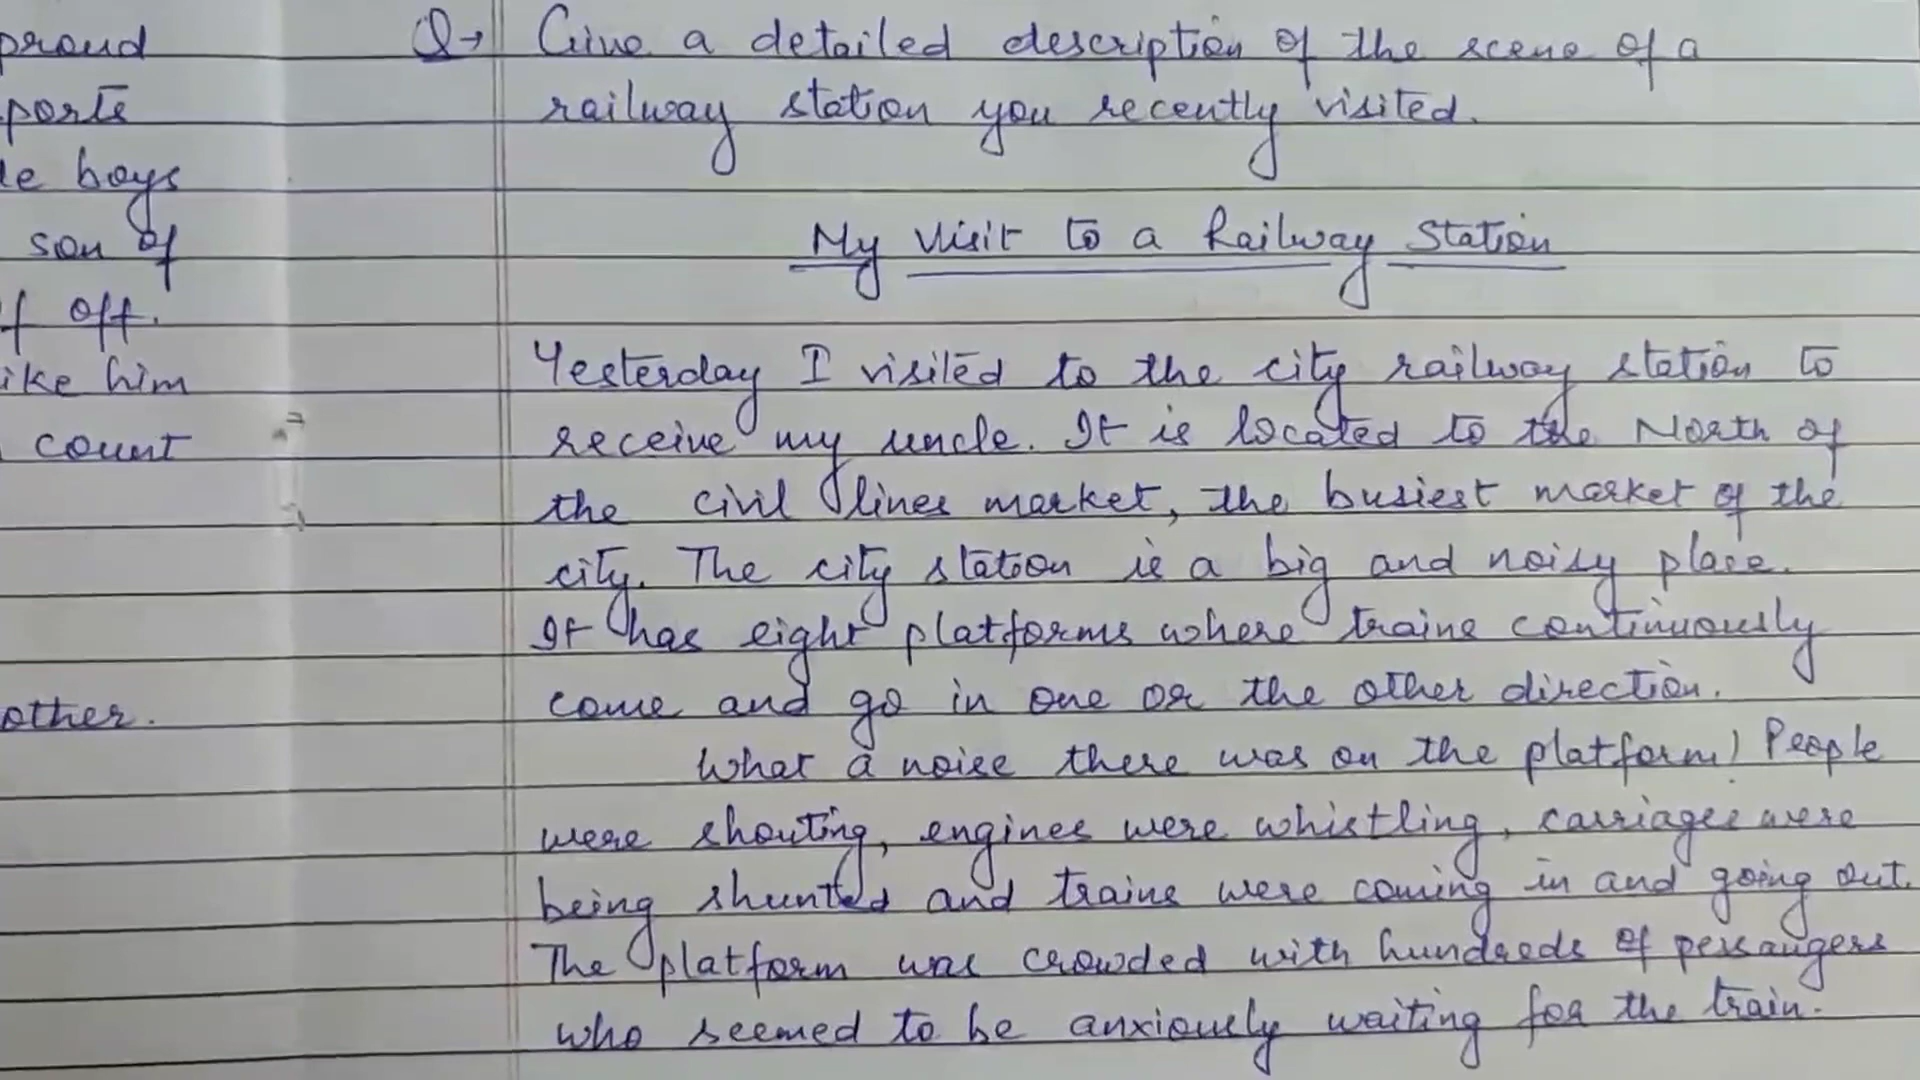 proud
ports
le boys
son of
f off.
ike him
count
other.
Q→ Give a detailed description of the scene of a
railway station you recently visited.
My Visit to a Railway Station
Yesterday I visited to the city railway station to
receive my uncle. It is located to the North of
the civil lines market, the busiest market of the
city. The city station is a big and noisy place.
It has eight platforms where trains continuously
come and go in one or the other direction.
What a noise there was on the platform! People
were shouting, engines were whistling, carriages were
being shunted and trains were coming in and going out.
The platform was crowded with hundreds of pessangers
who seemed to be anxiously waiting for the train.